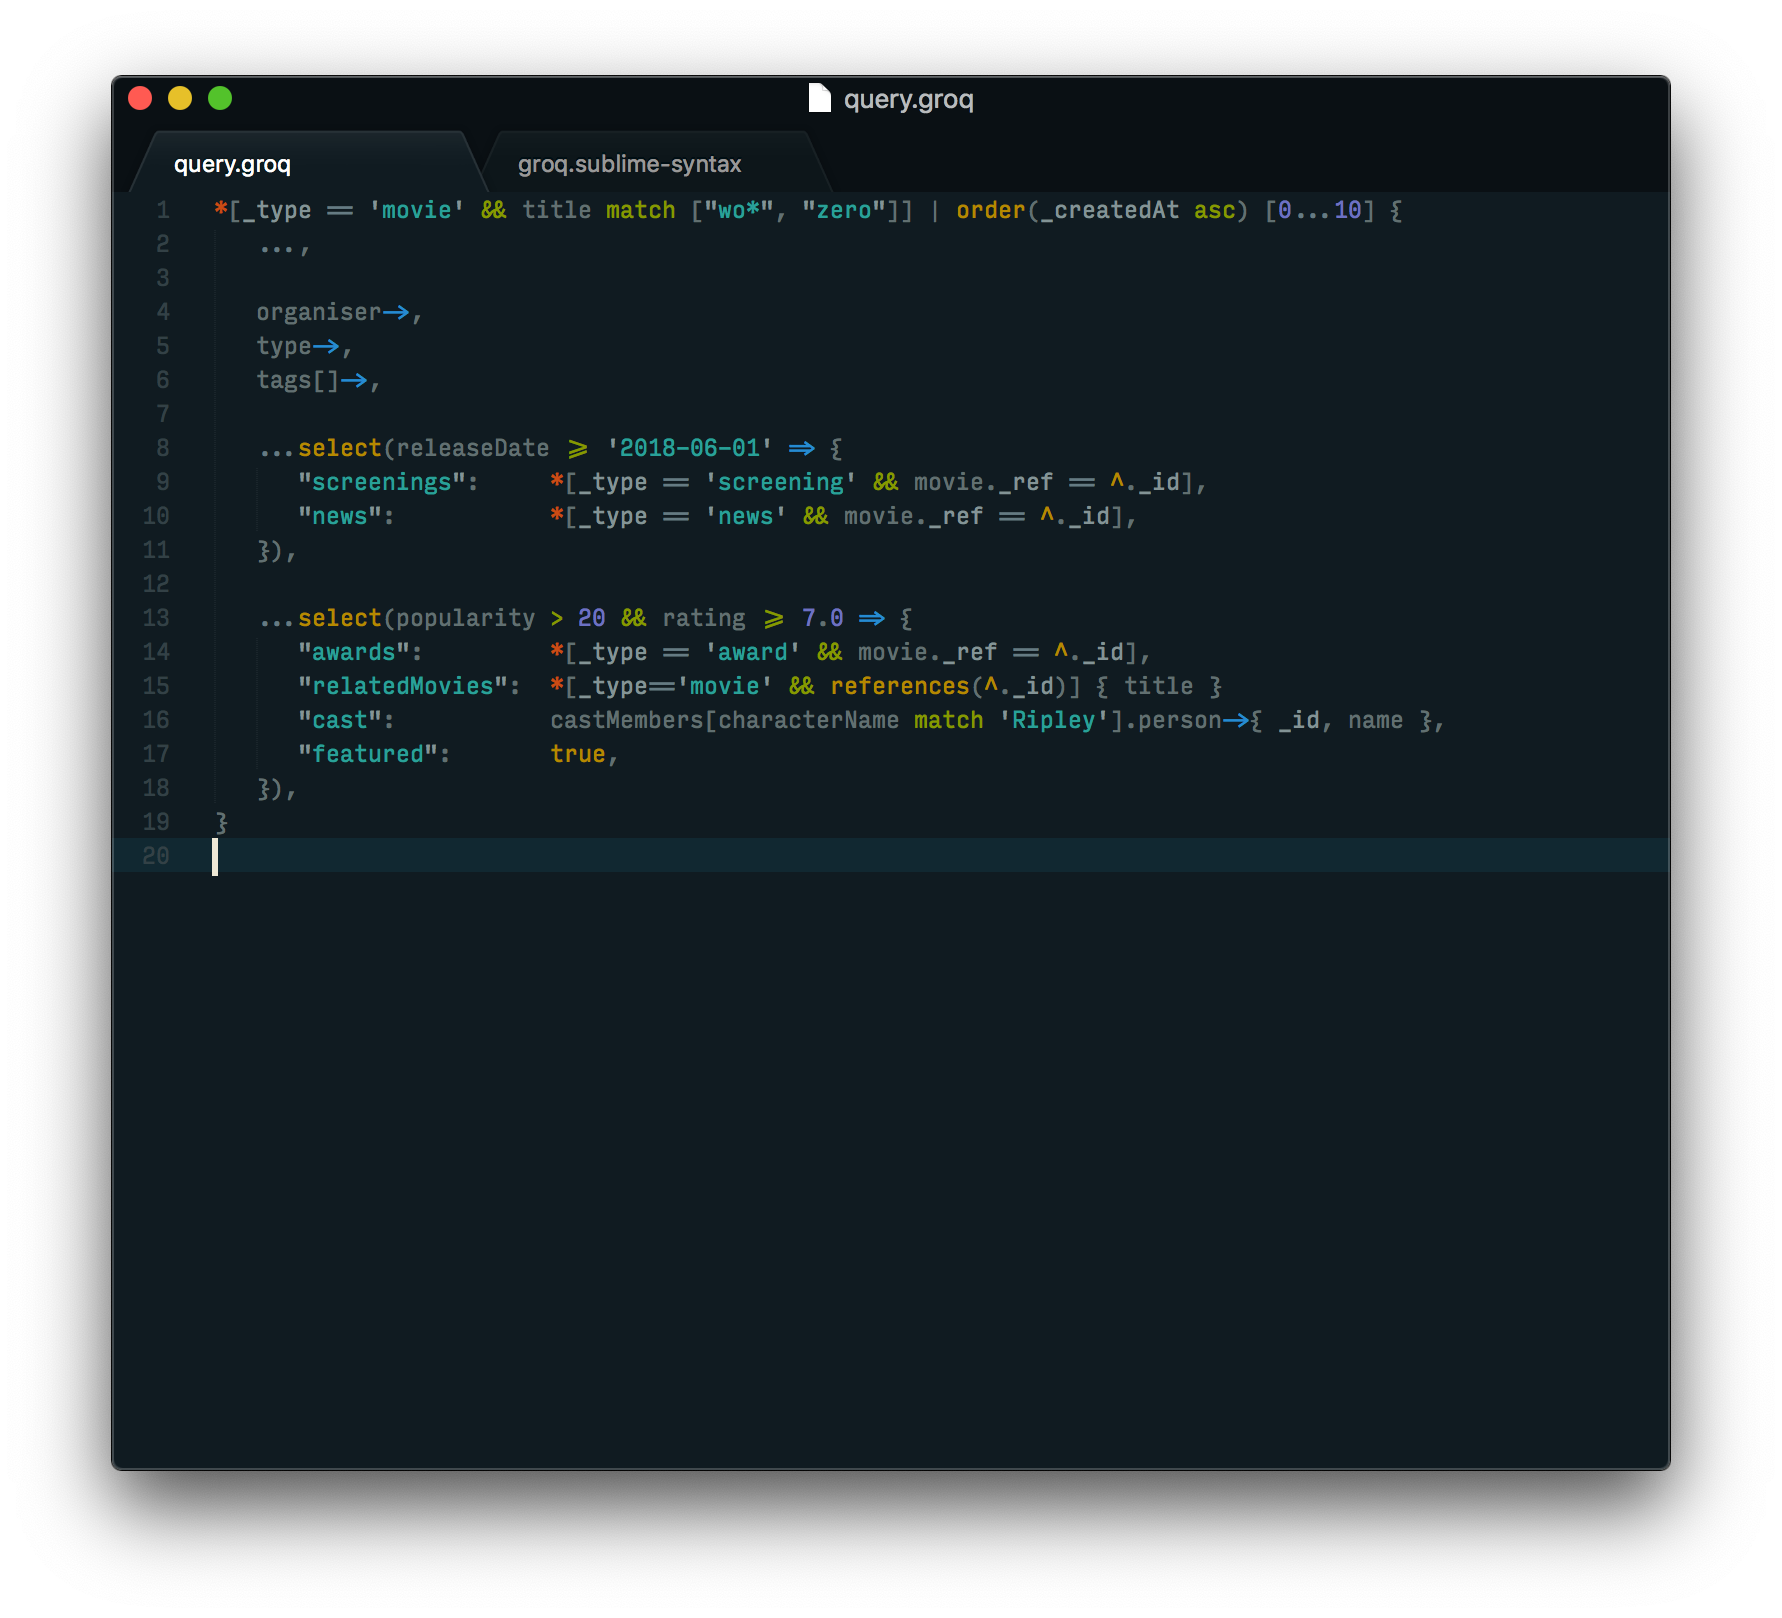 query.groq
query.groq groq.sublime-syntax
1 *[_type == 'movie' && title match ["wo*", "zero"]] | order(_createdAt asc) [0...10] {
2 ...,
3
4 organiser->,
5 type->,
6 tags[]->,
7
8 ...select(releaseDate >= '2018-06-01' => {
9 "screenings": *[_type == 'screening' && movie._ref == ^._id],
10 "news": *[_type == 'news' && movie._ref == ^._id],
11 }),
12
13 ...select(popularity > 20 && rating >= 7.0 => {
14 "awards": *[_type == 'award' && movie._ref == ^._id],
15 "relatedMovies": *[_type=='movie' && references(^._id)] { title }
16 "cast": castMembers[characterName match 'Ripley'].person->{ _id, name },
17 "featured": true,
18 }),
19 }
20